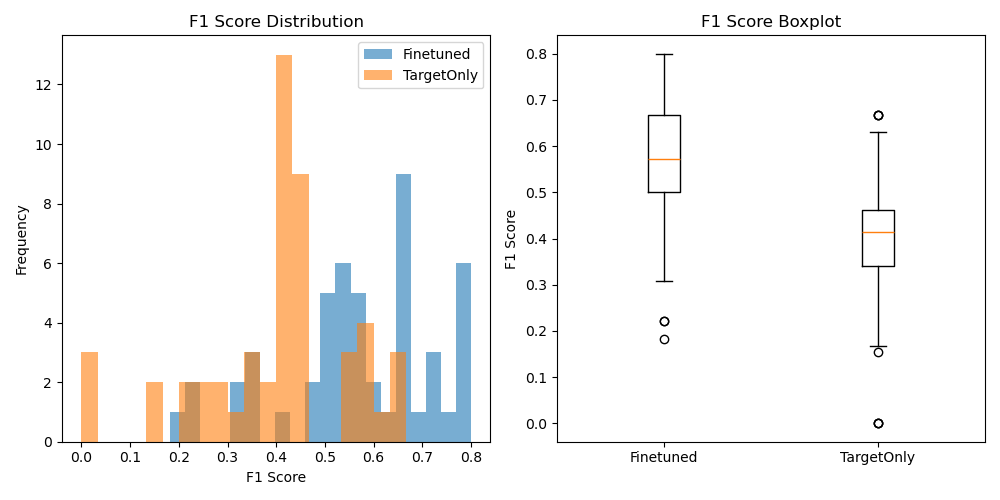 F1 Score Distribution
Finetuned
TargetOnly
Frequency
12
10
8
6
4
2
0
0.0 0.1 0.2 0.3 0.4 0.5 0.6 0.7 0.8
F1 Score
F1 Score Boxplot
F1 Score
0.8
0.7
0.6
0.5
0.4
0.3
0.2
0.1
0.0
Finetuned TargetOnly